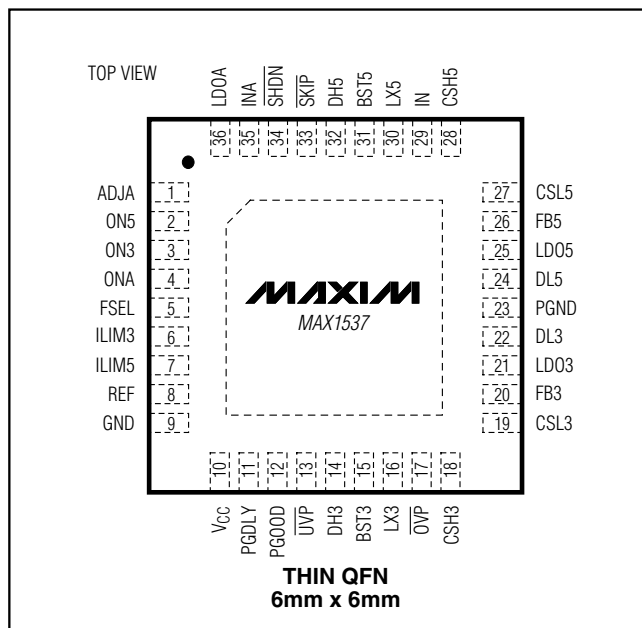 TOP VIEW
LDOA
INA
SHDN
SKIP
DH5
BST5
LX5
IN
CSH5
36
35
34
33
32
31
30
29
28
ADJA 1
ON5 2
ON3 3
ONA 4
FSEL 5
ILIM3 6
ILIM5 7
REF 8
GND 9
MAXIM
MAX1537
27 CSL5
26 FB5
25 LDO5
24 DL5
23 PGND
22 DL3
21 LDO3
20 FB3
19 CSL3
10
11
12
13
14
15
16
17
18
VCC
PGDLY
PGOOD
UVP
DH3
BST3
LX3
OVP
CSH3
THIN QFN
6mm x 6mm